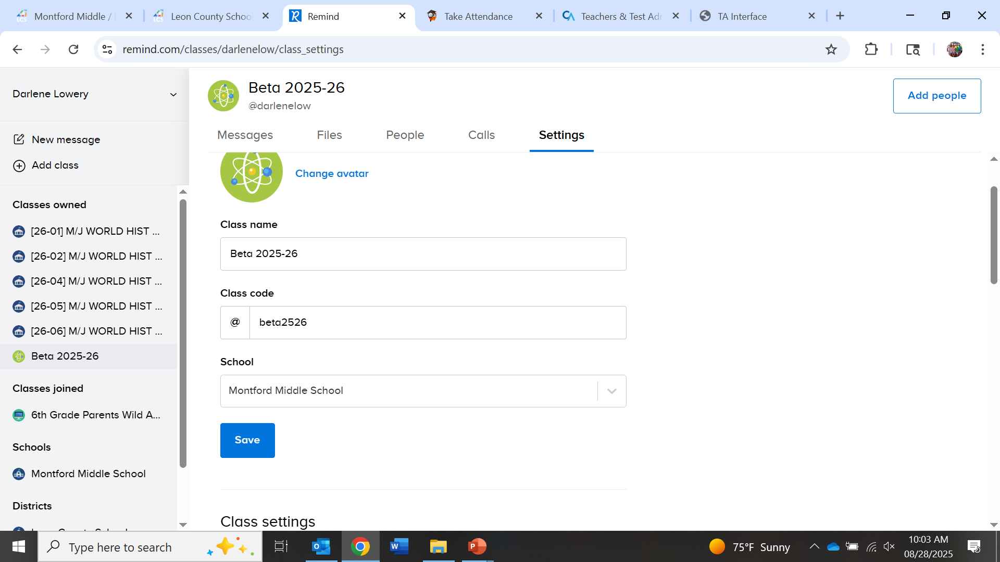 Montford Middle /
Leon County Schoo
Remind
Take Attendance
Teachers & Test Adm
TA Interface
remind.com/classes/darlenelow/class_settings
Darlene Lowery
New message
Add class
Classes owned
[26-01] M/J WORLD HIST ...
[26-02] M/J WORLD HIST ...
[26-04] M/J WORLD HIST ...
[26-05] M/J WORLD HIST ...
[26-06] M/J WORLD HIST ...
Beta 2025-26
Classes joined
6th Grade Parents Wild A...
Schools
Montford Middle School
Districts
Beta 2025-26
@darlenelow
Add people
Messages
Files
People
Calls
Settings
Change avatar
Class name
Beta 2025-26
Class code
@ beta2526
School
Montford Middle School
Save
Class settings
Type here to search
75°F Sunny
10:03 AM
08/28/2025